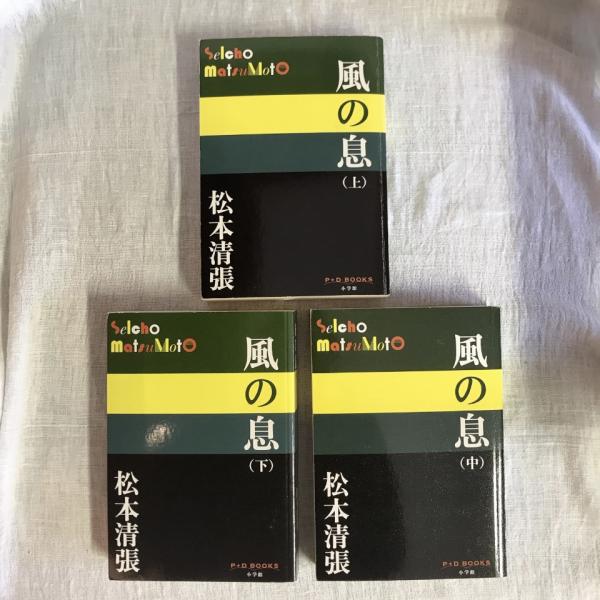 Seicho
MatsuMotO
風の息
(上)
松本清張
P+D BOOKS
小学館
Seicho
MatsuMotO
風の息
(下)
松本清張
P+D BOOKS
小学館
Seicho
MatsuMotO
風の息
(中)
松本清張
P+D BOOKS
小学館